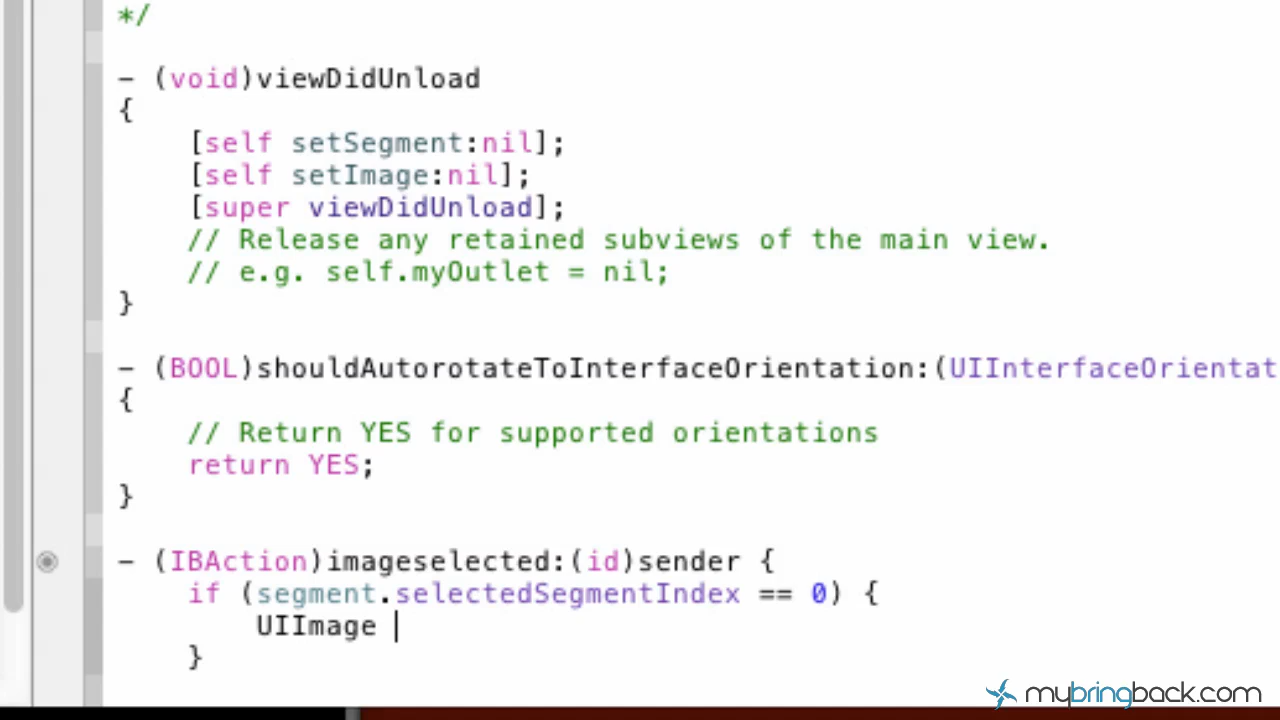 */
- (void)viewDidUnload
{
[self setSegment:nil];
[self setImage:nil];
[super viewDidUnload];
// Release any retained subviews of the main view.
// e.g. self.myOutlet = nil;
}
- (BOOL)shouldAutorotateToInterfaceOrientation:(UIInterfaceOrientat
{
// Return YES for supported orientations
return YES;
}
- (IBAction)imageselected:(id)sender {
if (segment.selectedSegmentIndex == 0) {
UIImage
}
mybringback.com